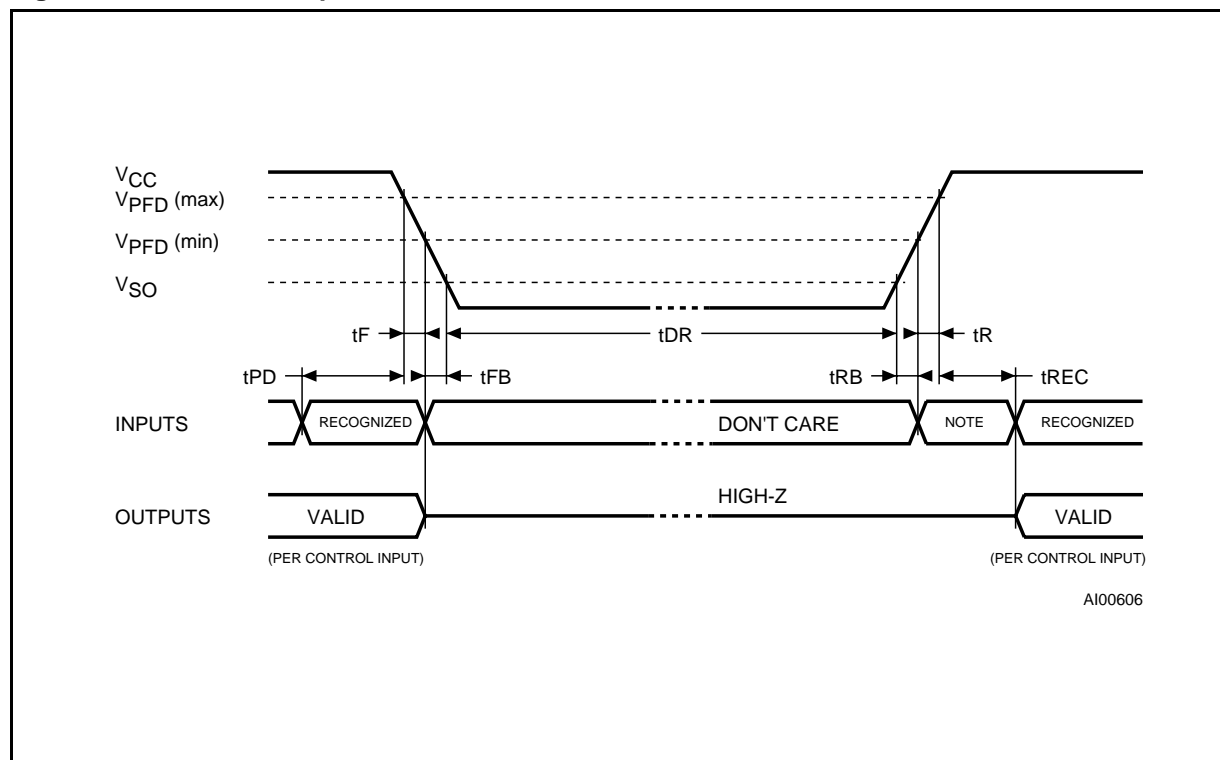 VCC
VPFD (max)
VPFD (min)
VSO
tF
tDR
tR
tPD
tFB
tRB
tREC
INPUTS
RECOGNIZED
DON'T CARE
NOTE
RECOGNIZED
HIGH-Z
OUTPUTS
VALID
VALID
(PER CONTROL INPUT)
(PER CONTROL INPUT)
AI00606